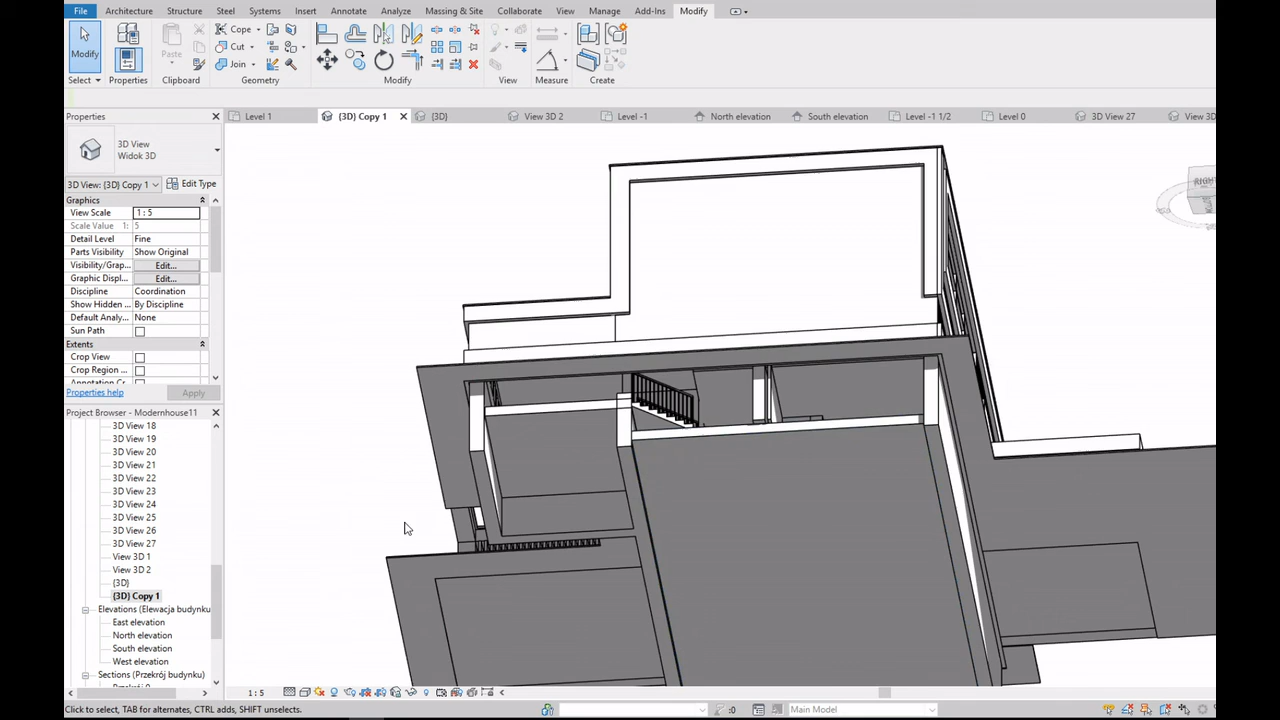 File Architecture Structure Steel Systems Insert Annotate Analyze Massing & Site Collaborate View Manage Add-Ins Modify
Modify
Paste
Cope
Cut
Join
Select Properties Clipboard Geometry Modify View Measure Create
Properties
Level 1 {3D} Copy 1 {3D} View 3D 2 Level -1 North elevation South elevation Level -1 1/2 Level 0 3D View 27 View 3D
3D View
Widok 3D
3D View: {3D} Copy 1 Edit Type
Graphics
View Scale 1 : 5
Scale Value 1: 5
Detail Level Fine
Parts Visibility Show Original
Visibility/Grap... Edit...
Graphic Displ... Edit...
Discipline Coordination
Show Hidden ... By Discipline
Default Analy... None
Sun Path
Extents
Crop View
Crop Region ...
Properties help Apply
Project Browser - Modernhouse11
3D View 18
3D View 19
3D View 20
3D View 21
3D View 22
3D View 23
3D View 24
3D View 25
3D View 26
3D View 27
View 3D 1
View 3D 2
{3D}
{3D} Copy 1
Elevations (Elewacja budynku
East elevation
North elevation
South elevation
West elevation
Sections (Przekrój budynku)
1 : 5
Click to select, TAB for alternates, CTRL adds, SHIFT unselects. :0 Main Model